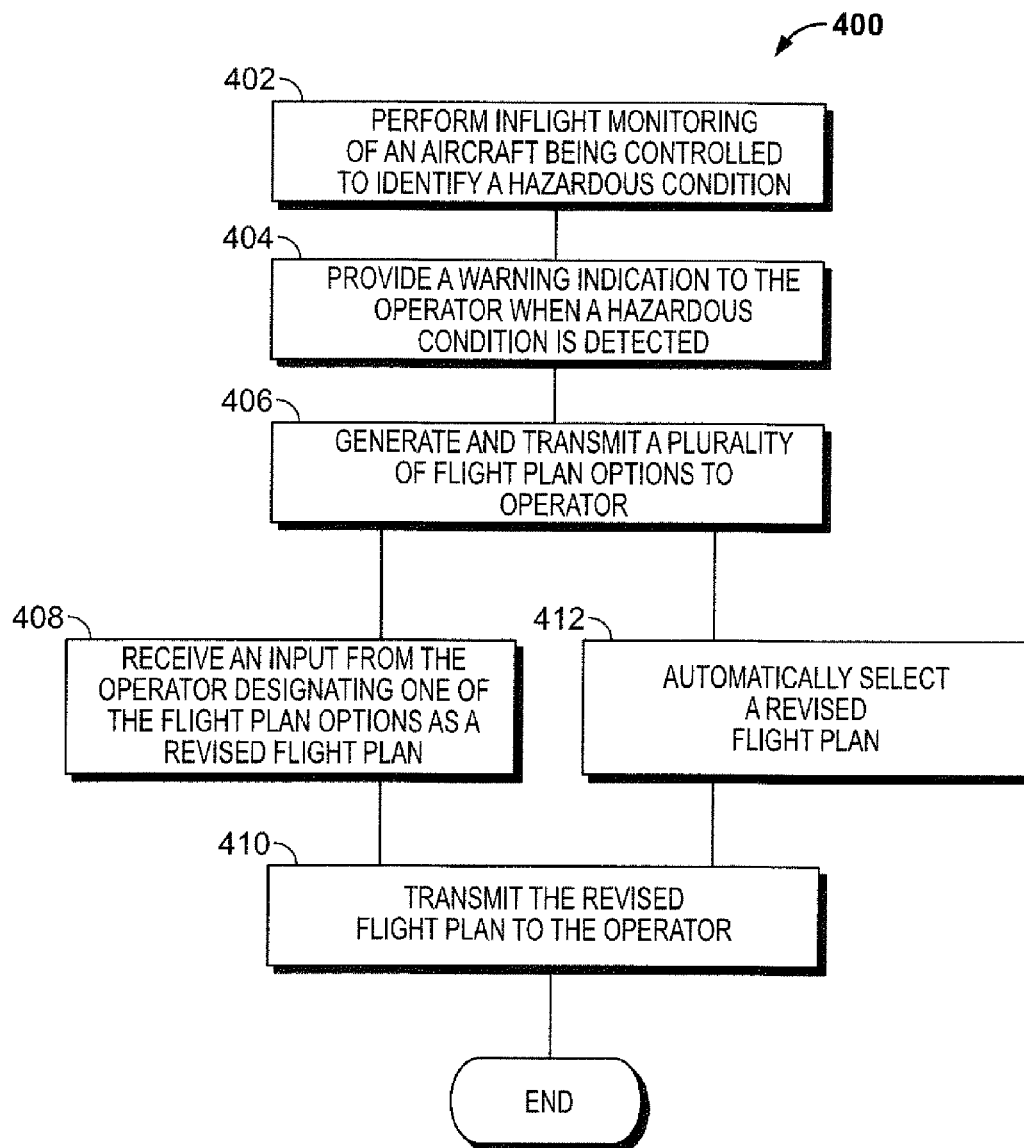 400
402
PERFORM INFLIGHT MONITORING
OF AN AIRCRAFT BEING CONTROLLED
TO IDENTIFY A HAZARDOUS CONDITION
404
PROVIDE A WARNING INDICATION TO THE
OPERATOR WHEN A HAZARDOUS
CONDITION IS DETECTED
406
GENERATE AND TRANSMIT A PLURALITY
OF FLIGHT PLAN OPTIONS TO
OPERATOR
408
RECEIVE AN INPUT FROM THE
OPERATOR DESIGNATING ONE OF
THE FLIGHT PLAN OPTIONS AS A
REVISED FLIGHT PLAN
412
AUTOMATICALLY SELECT
A REVISED
FLIGHT PLAN
410
TRANSMIT THE REVISED
FLIGHT PLAN TO THE OPERATOR
END